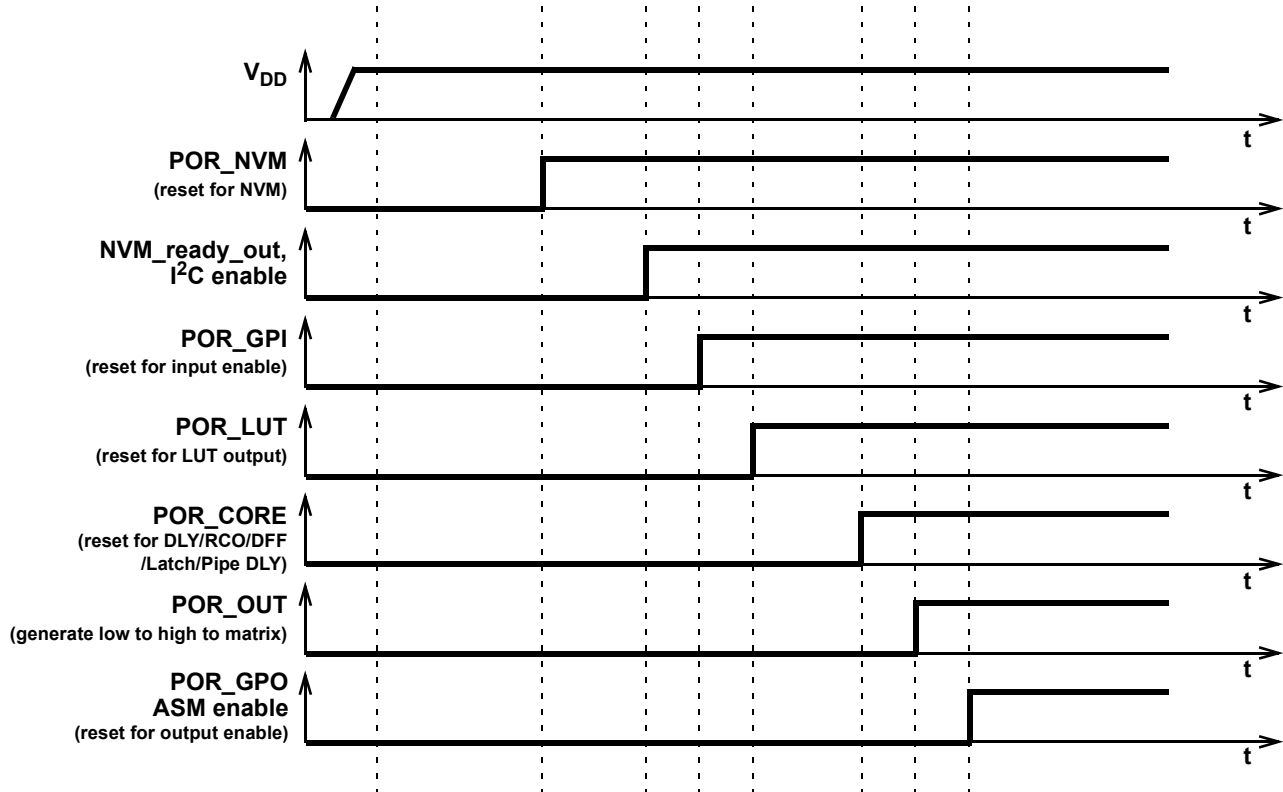 VDD
t
POR_NVM
(reset for NVM)
t
NVM_ready_out,
I2C enable
t
POR_GPI
(reset for input enable)
t
POR_LUT
(reset for LUT output)
t
POR_CORE
(reset for DLY/RCO/DFF
/Latch/Pipe DLY)
t
POR_OUT
(generate low to high to matrix)
t
POR_GPO
ASM enable
(reset for output enable)
t